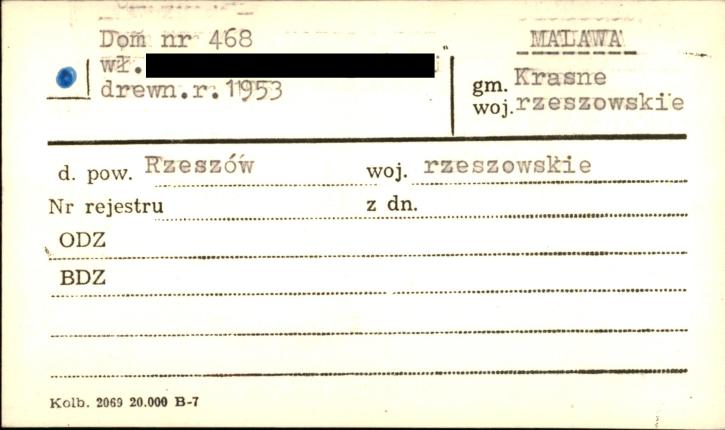 Dom nr 468
wł.
drewn.r.1953
MALAWA
gm. Krasne
woj. rzeszowskie
d. pow. Rzeszów woj. rzeszowskie
Nr rejestru z dn.
ODZ
BDZ
Kolb. 2069 20.000 B-7